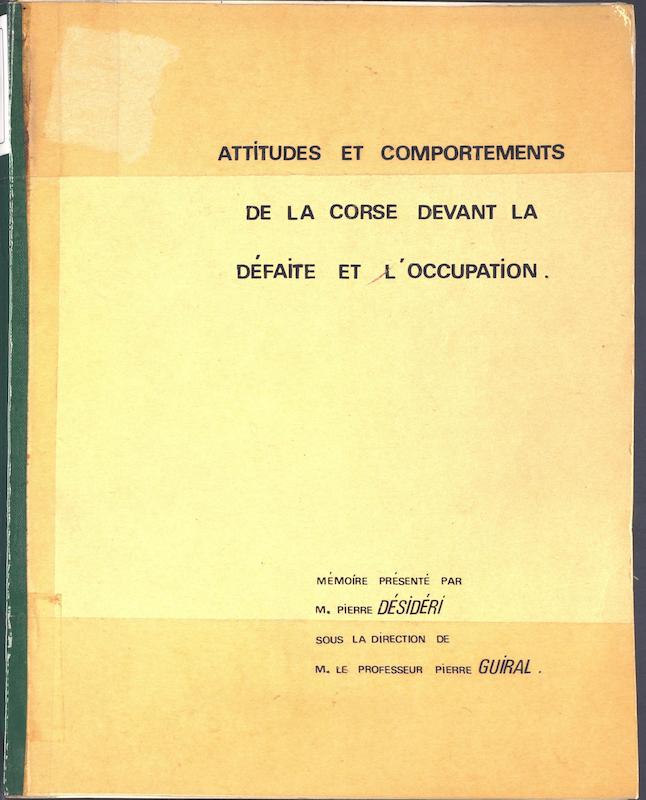 ATTITUDES ET COMPORTEMENTS
DE LA CORSE DEVANT LA
DÉFAITE ET L'OCCUPATION.
MÉMOIRE PRÉSENTÉ PAR
M. PIERRE DÉSIDÉRI
SOUS LA DIRECTION DE
M. LE PROFESSEUR PIERRE GUIRAL.